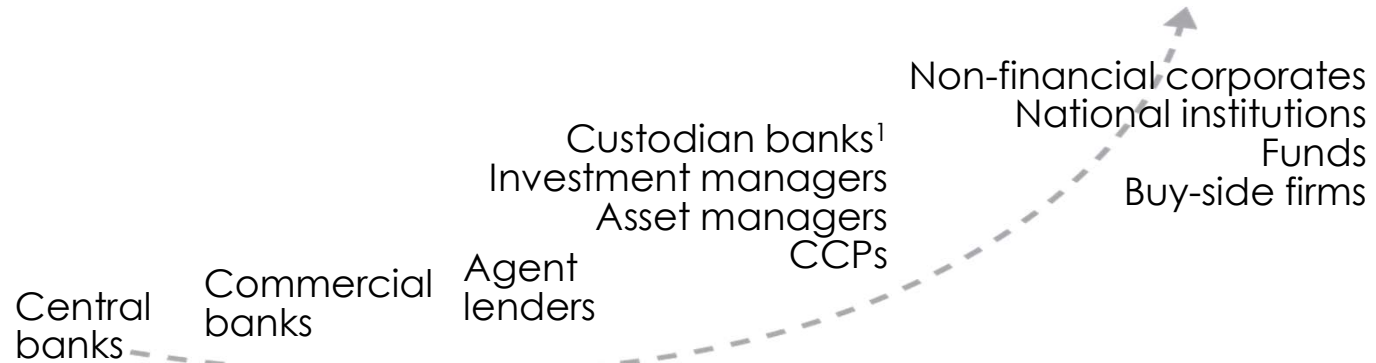 Central
banks
Commercial
banks
Agent
lenders
Custodian banks¹
Investment managers
Asset managers
CCPs
Non-financial corporates
National institutions
Funds
Buy-side firms